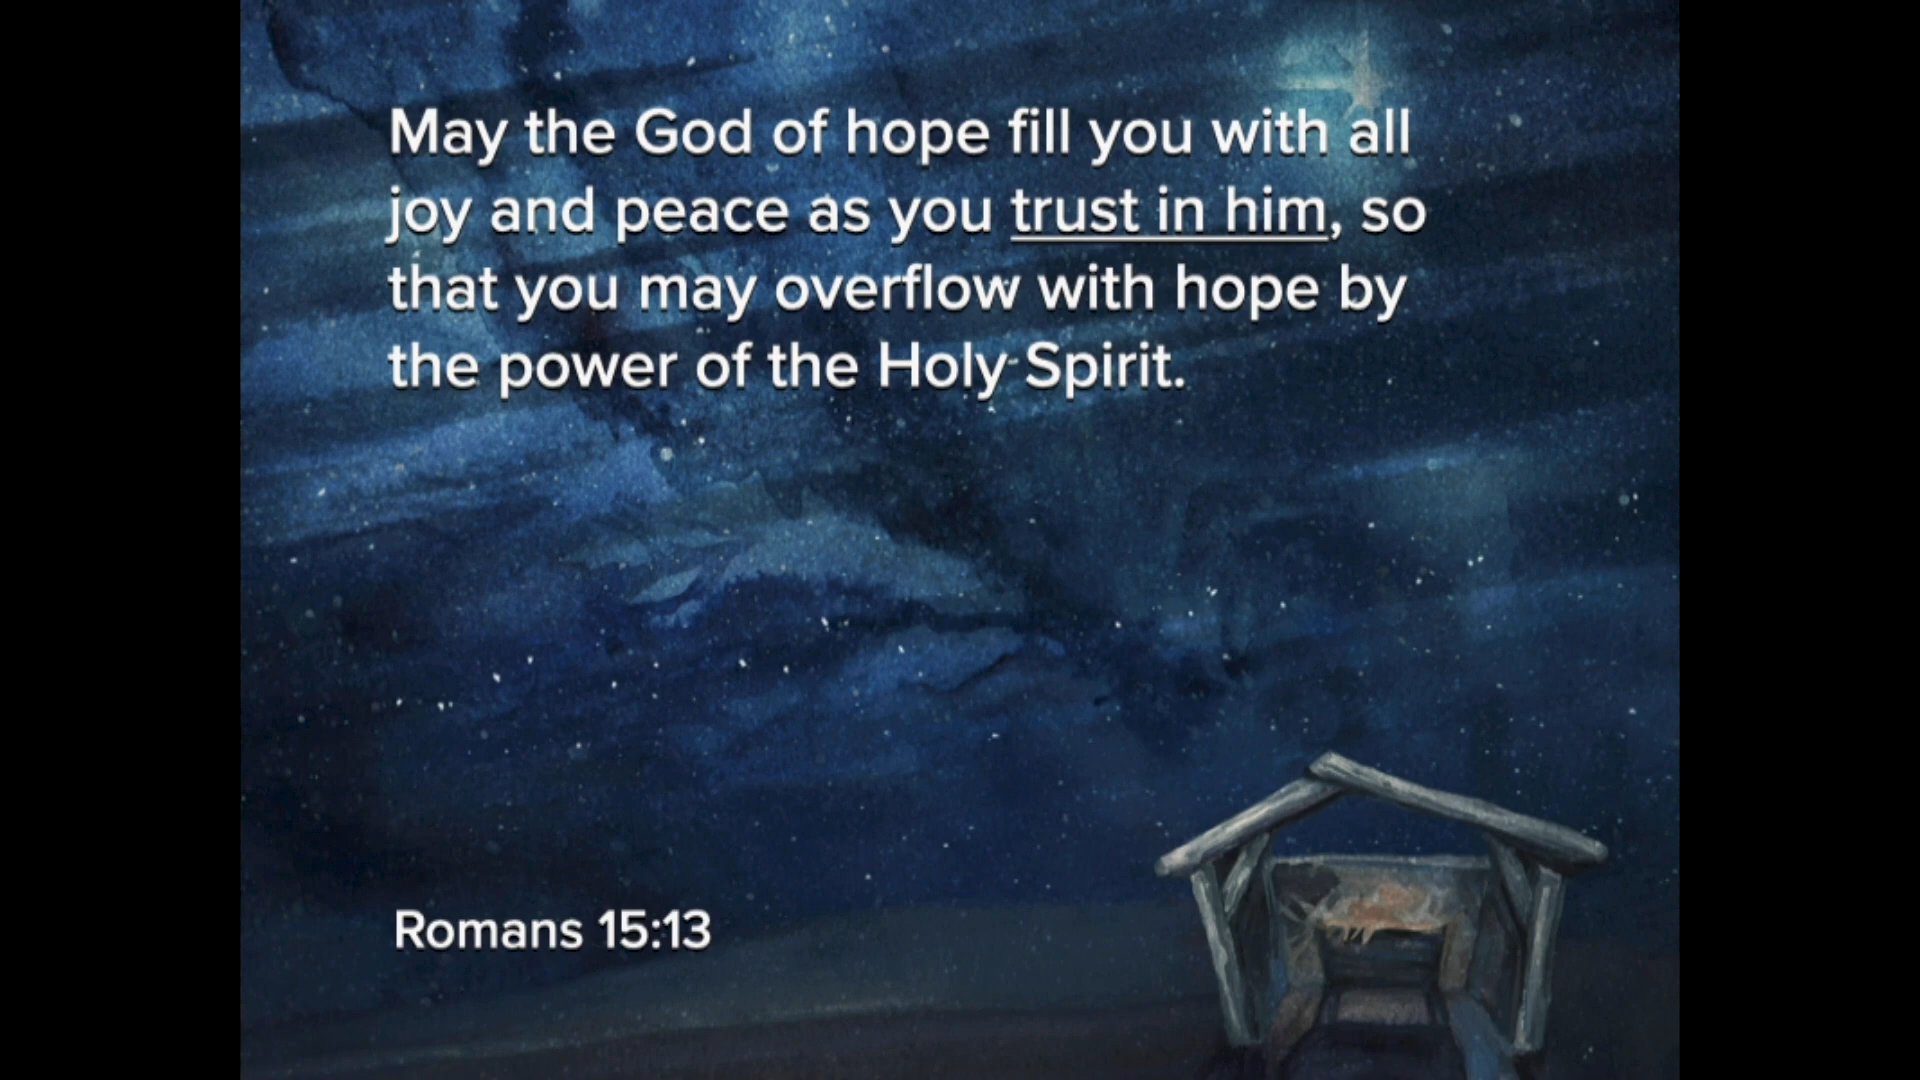 May the God of hope fill you with all
joy and peace as you trust in him, so
that you may overflow with hope by
the power of the Holy Spirit.
Romans 15:13